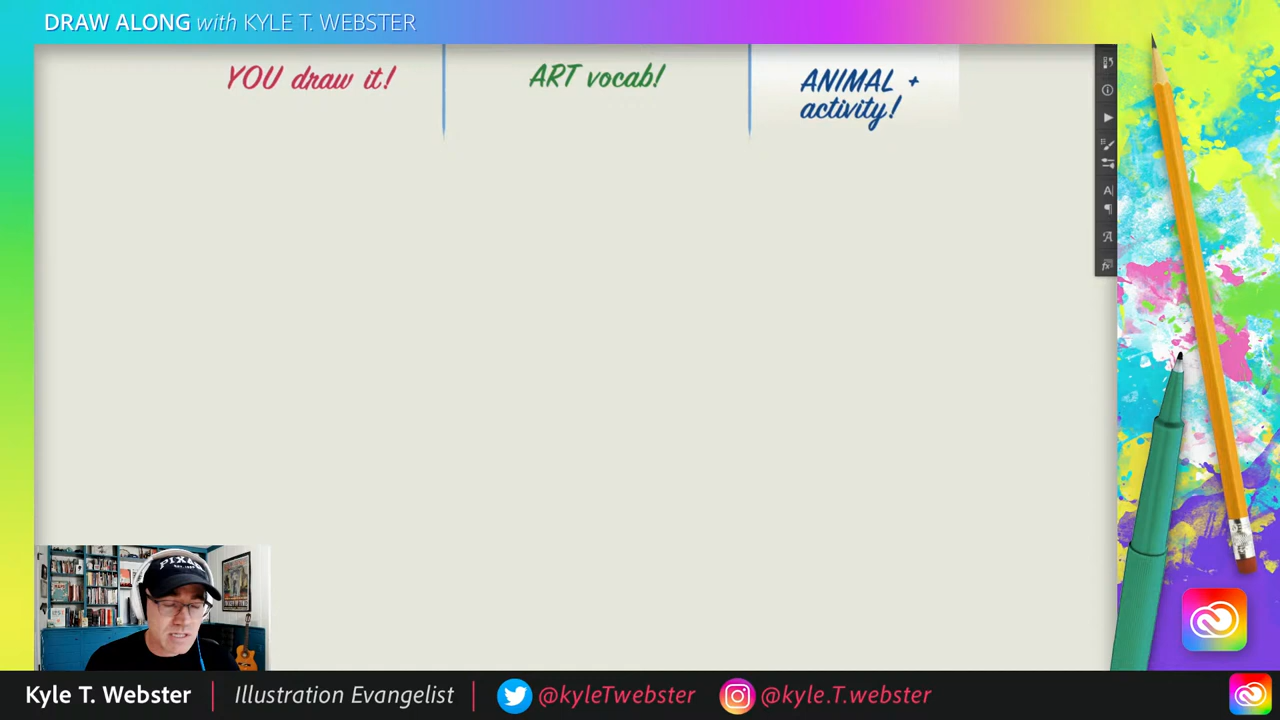 DRAW ALONG with KYLE T. WEBSTER
YOU draw it!
ART vocab!
ANIMAL +
activity!
PIXAR
Kyle T. Webster | Illustration Evangelist | @kyleTwebster @kyle.T.webster